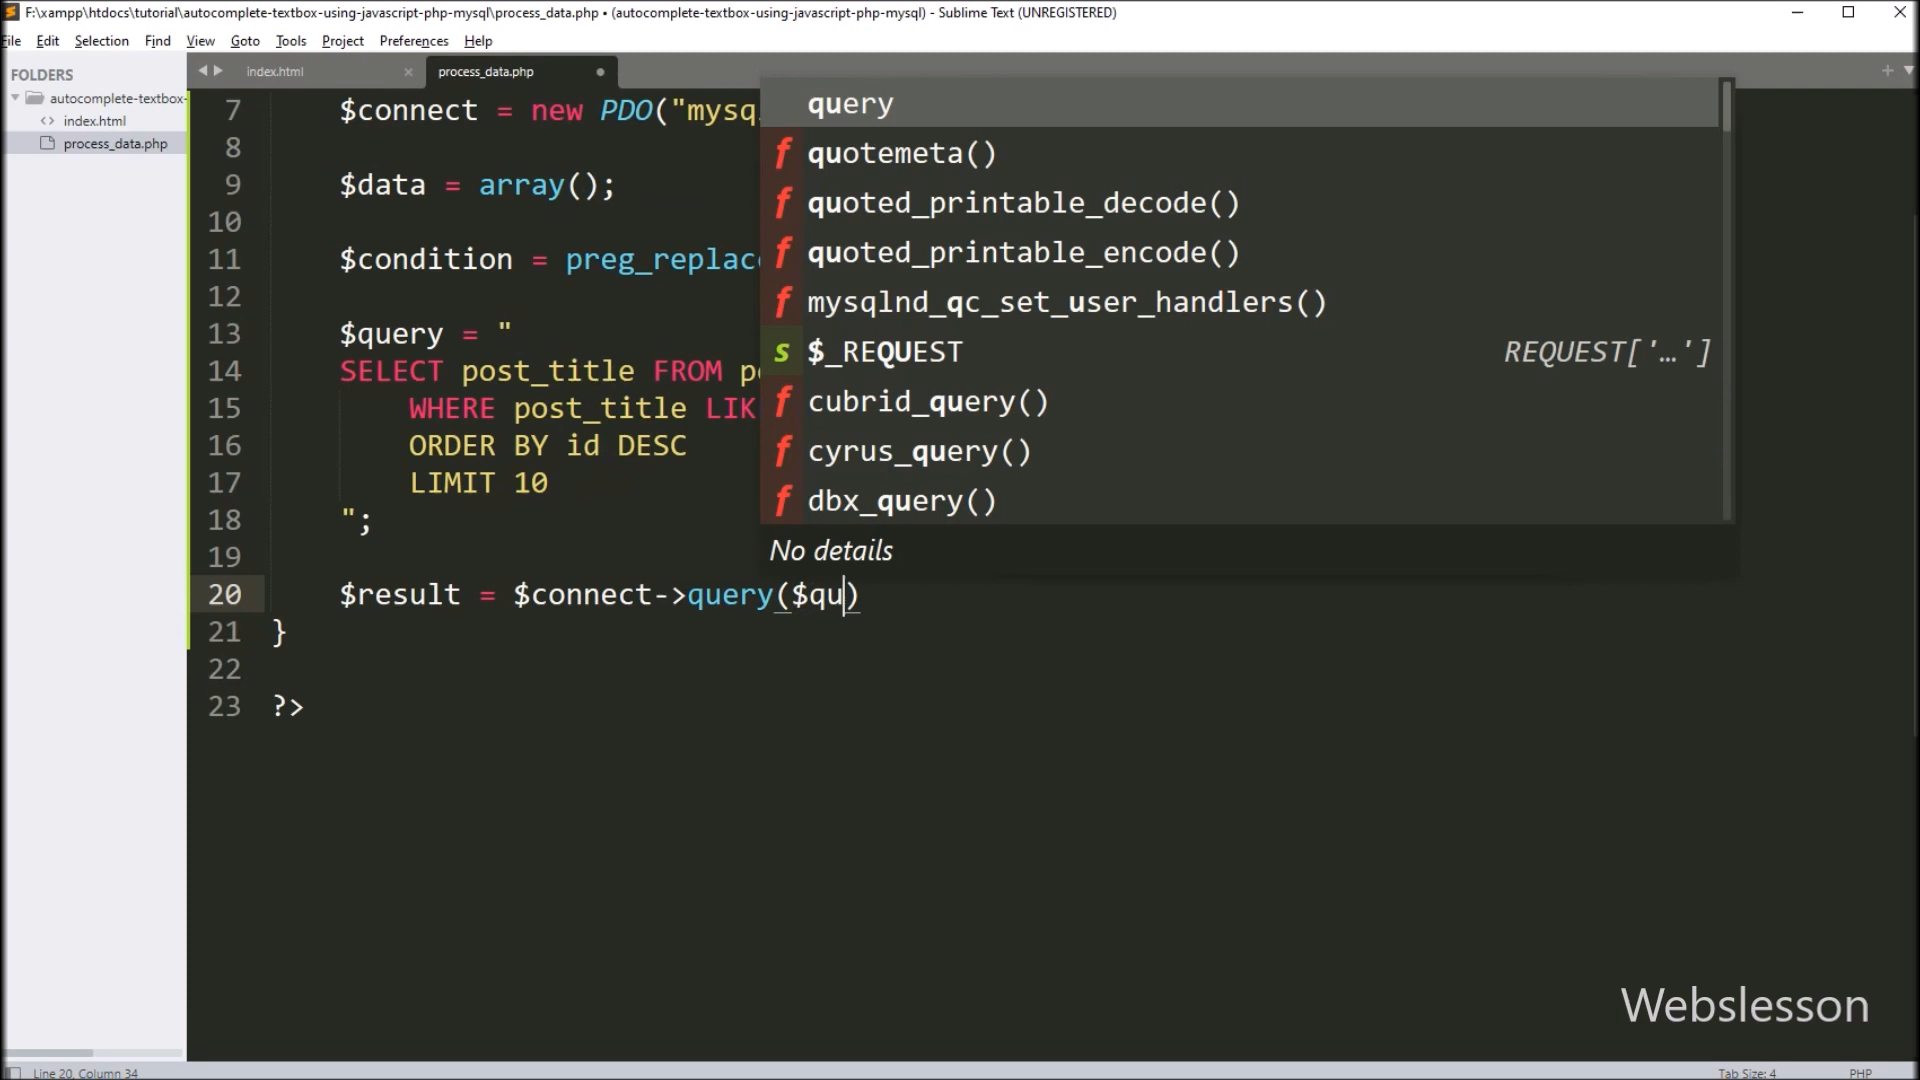 F:\xampp\htdocs\tutorial\autocomplete-textbox-using-javascript-php-mysql\process_data.php • (autocomplete-textbox-using-javascript-php-mysql) - Sublime Text (UNREGISTERED)
File Edit Selection Find View Goto Tools Project Preferences Help
FOLDERS
autocomplete-textbox-
index.html
process_data.php
index.html
process_data.php
7 $connect = new PDO("mysq
8
9 $data = array();
10
11 $condition = preg_replac
12
13 $query = "
14 SELECT post_title FROM p
15 WHERE post_title LIK
16 ORDER BY id DESC
17 LIMIT 10
18 ";
19
20 $result = $connect->query($qu)
21 }
22
23 ?>
query
f quotemeta()
f quoted_printable_decode()
f quoted_printable_encode()
f mysqlnd_qc_set_user_handlers()
s $_REQUEST REQUEST['…']
f cubrid_query()
f cyrus_query()
f dbx_query()
No details
Webslesson
Line 20, Column 34
Tab Size: 4
PHP